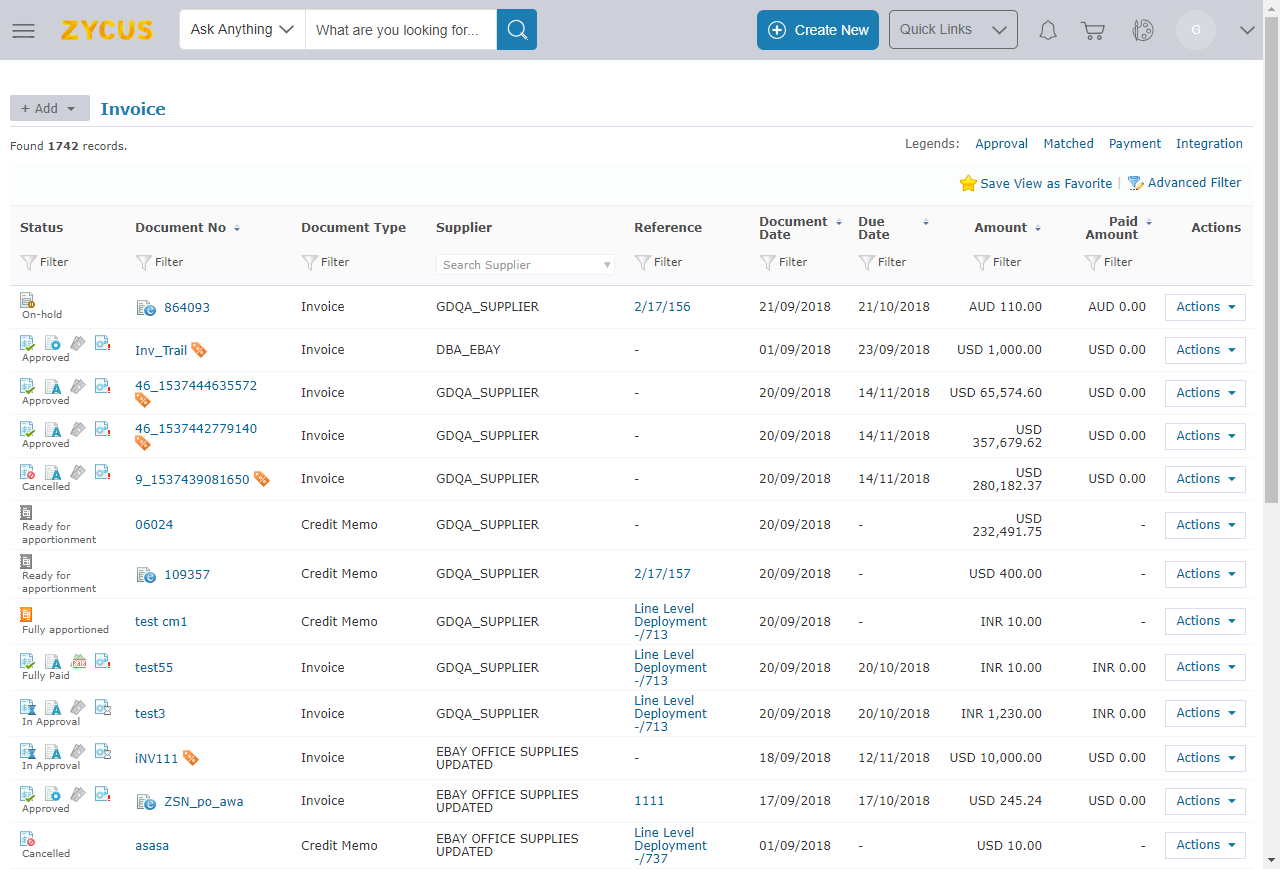 ZYCUS
Ask Anything
What are you looking for...
Create New
Quick Links
G
+ Add
Invoice
Found 1742 records.
Legends: Approval Matched Payment Integration
Save View as Favorite | Advanced Filter
Status Document No Document Type Supplier Reference Document Date Due Date Amount Paid Amount Actions
Filter Filter Filter Search Supplier Filter Filter Filter Filter Filter
On-hold 864093 Invoice GDQA_SUPPLIER 2/17/156 21/09/2018 21/10/2018 AUD 110.00 AUD 0.00 Actions
Approved Inv_Trail Invoice DBA_EBAY - 01/09/2018 23/09/2018 USD 1,000.00 USD 0.00 Actions
Approved 46_1537444635572 Invoice GDQA_SUPPLIER - 20/09/2018 14/11/2018 USD 65,574.60 USD 0.00 Actions
Approved 46_1537442779140 Invoice GDQA_SUPPLIER - 20/09/2018 14/11/2018 USD 357,679.62 USD 0.00 Actions
Cancelled 9_1537439081650 Invoice GDQA_SUPPLIER - 20/09/2018 14/11/2018 USD 280,182.37 USD 0.00 Actions
Ready for apportionment 06024 Credit Memo GDQA_SUPPLIER - 20/09/2018 - USD 232,491.75 - Actions
Ready for apportionment 109357 Credit Memo GDQA_SUPPLIER 2/17/157 20/09/2018 - USD 400.00 - Actions
Fully apportioned test cm1 Credit Memo GDQA_SUPPLIER Line Level Deployment -/713 20/09/2018 - INR 10.00 - Actions
Fully Paid test55 Invoice GDQA_SUPPLIER Line Level Deployment -/713 20/09/2018 20/10/2018 INR 10.00 INR 0.00 Actions
In Approval test3 Invoice GDQA_SUPPLIER Line Level Deployment -/713 20/09/2018 20/10/2018 INR 1,230.00 INR 0.00 Actions
In Approval iNV111 Invoice EBAY OFFICE SUPPLIES UPDATED - 18/09/2018 12/11/2018 USD 10,000.00 USD 0.00 Actions
Approved ZSN_po_awa Invoice EBAY OFFICE SUPPLIES UPDATED 1111 17/09/2018 17/10/2018 USD 245.24 USD 0.00 Actions
Cancelled asasa Credit Memo EBAY OFFICE SUPPLIES UPDATED Line Level Deployment -/737 01/09/2018 - USD 10.00 - Actions